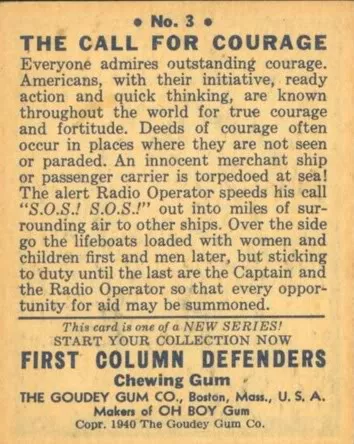 • No. 3 •
THE CALL FOR COURAGE
Everyone admires outstanding courage.
Americans, with their initiative, ready
action and quick thinking, are known
throughout the world for true courage
and fortitude. Deeds of courage often
occur in places where they are not seen
or paraded. An innocent merchant ship
or passenger carrier is torpedoed at sea!
The alert Radio Operator speeds his call
"S.O.S.! S.O.S.!" out into miles of sur-
rounding air to other ships. Over the side
go the lifeboats loaded with women and
children first and men later, but sticking
to duty until the last are the Captain and
the Radio Operator so that every oppor-
tunity for aid may be summoned.
This card is one of a NEW SERIES!
START YOUR COLLECTION NOW
FIRST COLUMN DEFENDERS
Chewing Gum
THE GOUDEY GUM CO., Boston, Mass., U. S. A.
Makers of OH BOY Gum
Copr. 1940 The Goudey Gum Co.